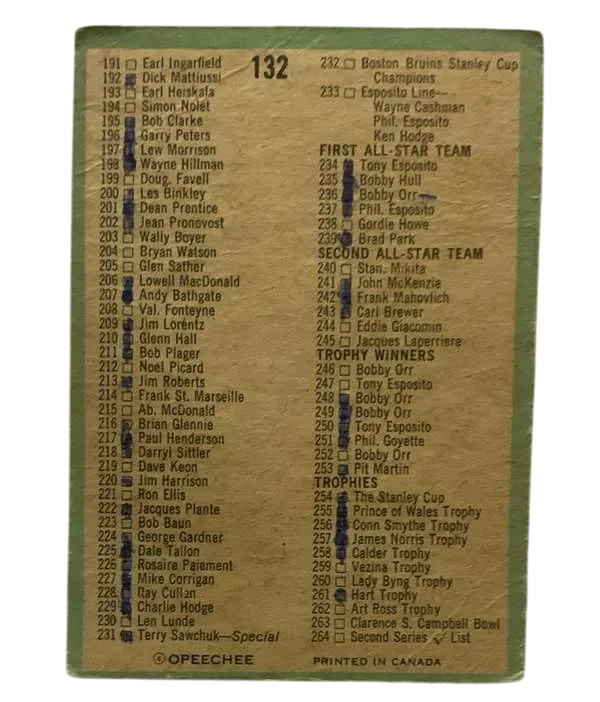 132
191 Earl Ingarfield
192 Dick Mattiussi
193 Earl Heiskala
194 Simon Nolet
195 Bob Clarke
196 Garry Peters
197 Lew Morrison
198 Wayne Hillman
199 Doug. Favell
200 Les Binkley
201 Dean Prentice
202 Jean Pronovost
203 Wally Boyer
204 Bryan Watson
205 Glen Sather
206 Lowell MacDonald
207 Andy Bathgate
208 Val. Fonteyne
209 Jim Lorentz
210 Glenn Hall
211 Bob Plager
212 Noel Picard
213 Jim Roberts
214 Frank St. Marseille
215 Ab. McDonald
216 Brian Glennie
217 Paul Henderson
218 Darryl Sittler
219 Dave Keon
220 Jim Harrison
221 Ron Ellis
222 Jacques Plante
223 Bob Baun
224 George Gardner
225 Dale Tallon
226 Rosaire Paiement
227 Mike Corrigan
228 Ray Cullen
229 Charlie Hodge
230 Len Lunde
231 Terry Sawchuk—Special
232 Boston Bruins Stanley Cup
Champions
233 Esposito Line—
Wayne Cashman
Phil. Esposito
Ken Hodge
FIRST ALL-STAR TEAM
234 Tony Esposito
235 Bobby Hull
236 Bobby Orr
237 Phil. Esposito
238 Gordie Howe
239 Brad Park
SECOND ALL-STAR TEAM
240 Stan. Mikita
241 John McKenzie
242 Frank Mahovlich
243 Carl Brewer
244 Eddie Giacomin
245 Jacques Laperriere
TROPHY WINNERS
246 Bobby Orr
247 Tony Esposito
248 Bobby Orr
249 Bobby Orr
250 Tony Esposito
251 Phil. Goyette
252 Bobby Orr
253 Pit Martin
TROPHIES
254 The Stanley Cup
255 Prince of Wales Trophy
256 Conn Smythe Trophy
257 James Norris Trophy
258 Calder Trophy
259 Vezina Trophy
260 Lady Byng Trophy
261 Hart Trophy
262 Art Ross Trophy
263 Clarence S. Campbell Bowl
264 Second Series ✓ List
© OPEECHEE
PRINTED IN CANADA